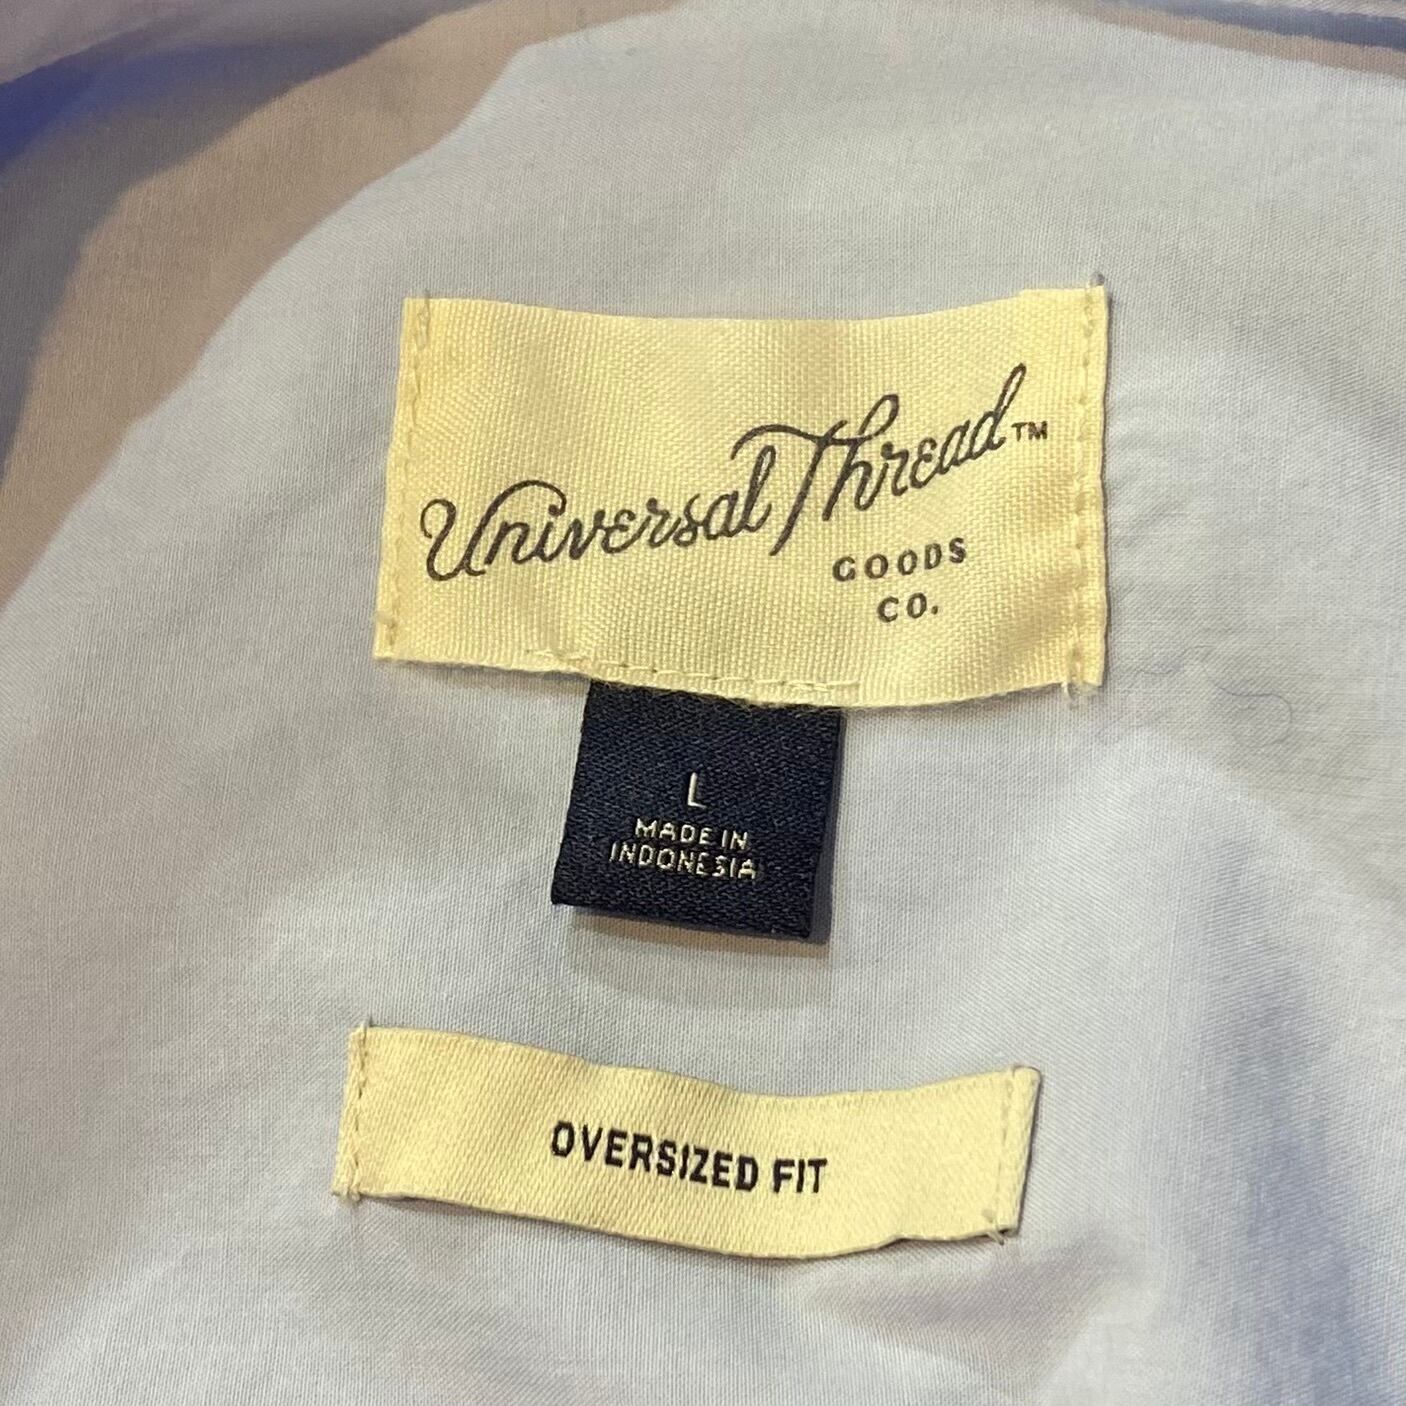 Universal Thread™
GOODS
CO.
L
MADE IN
INDONESIA
OVERSIZED FIT